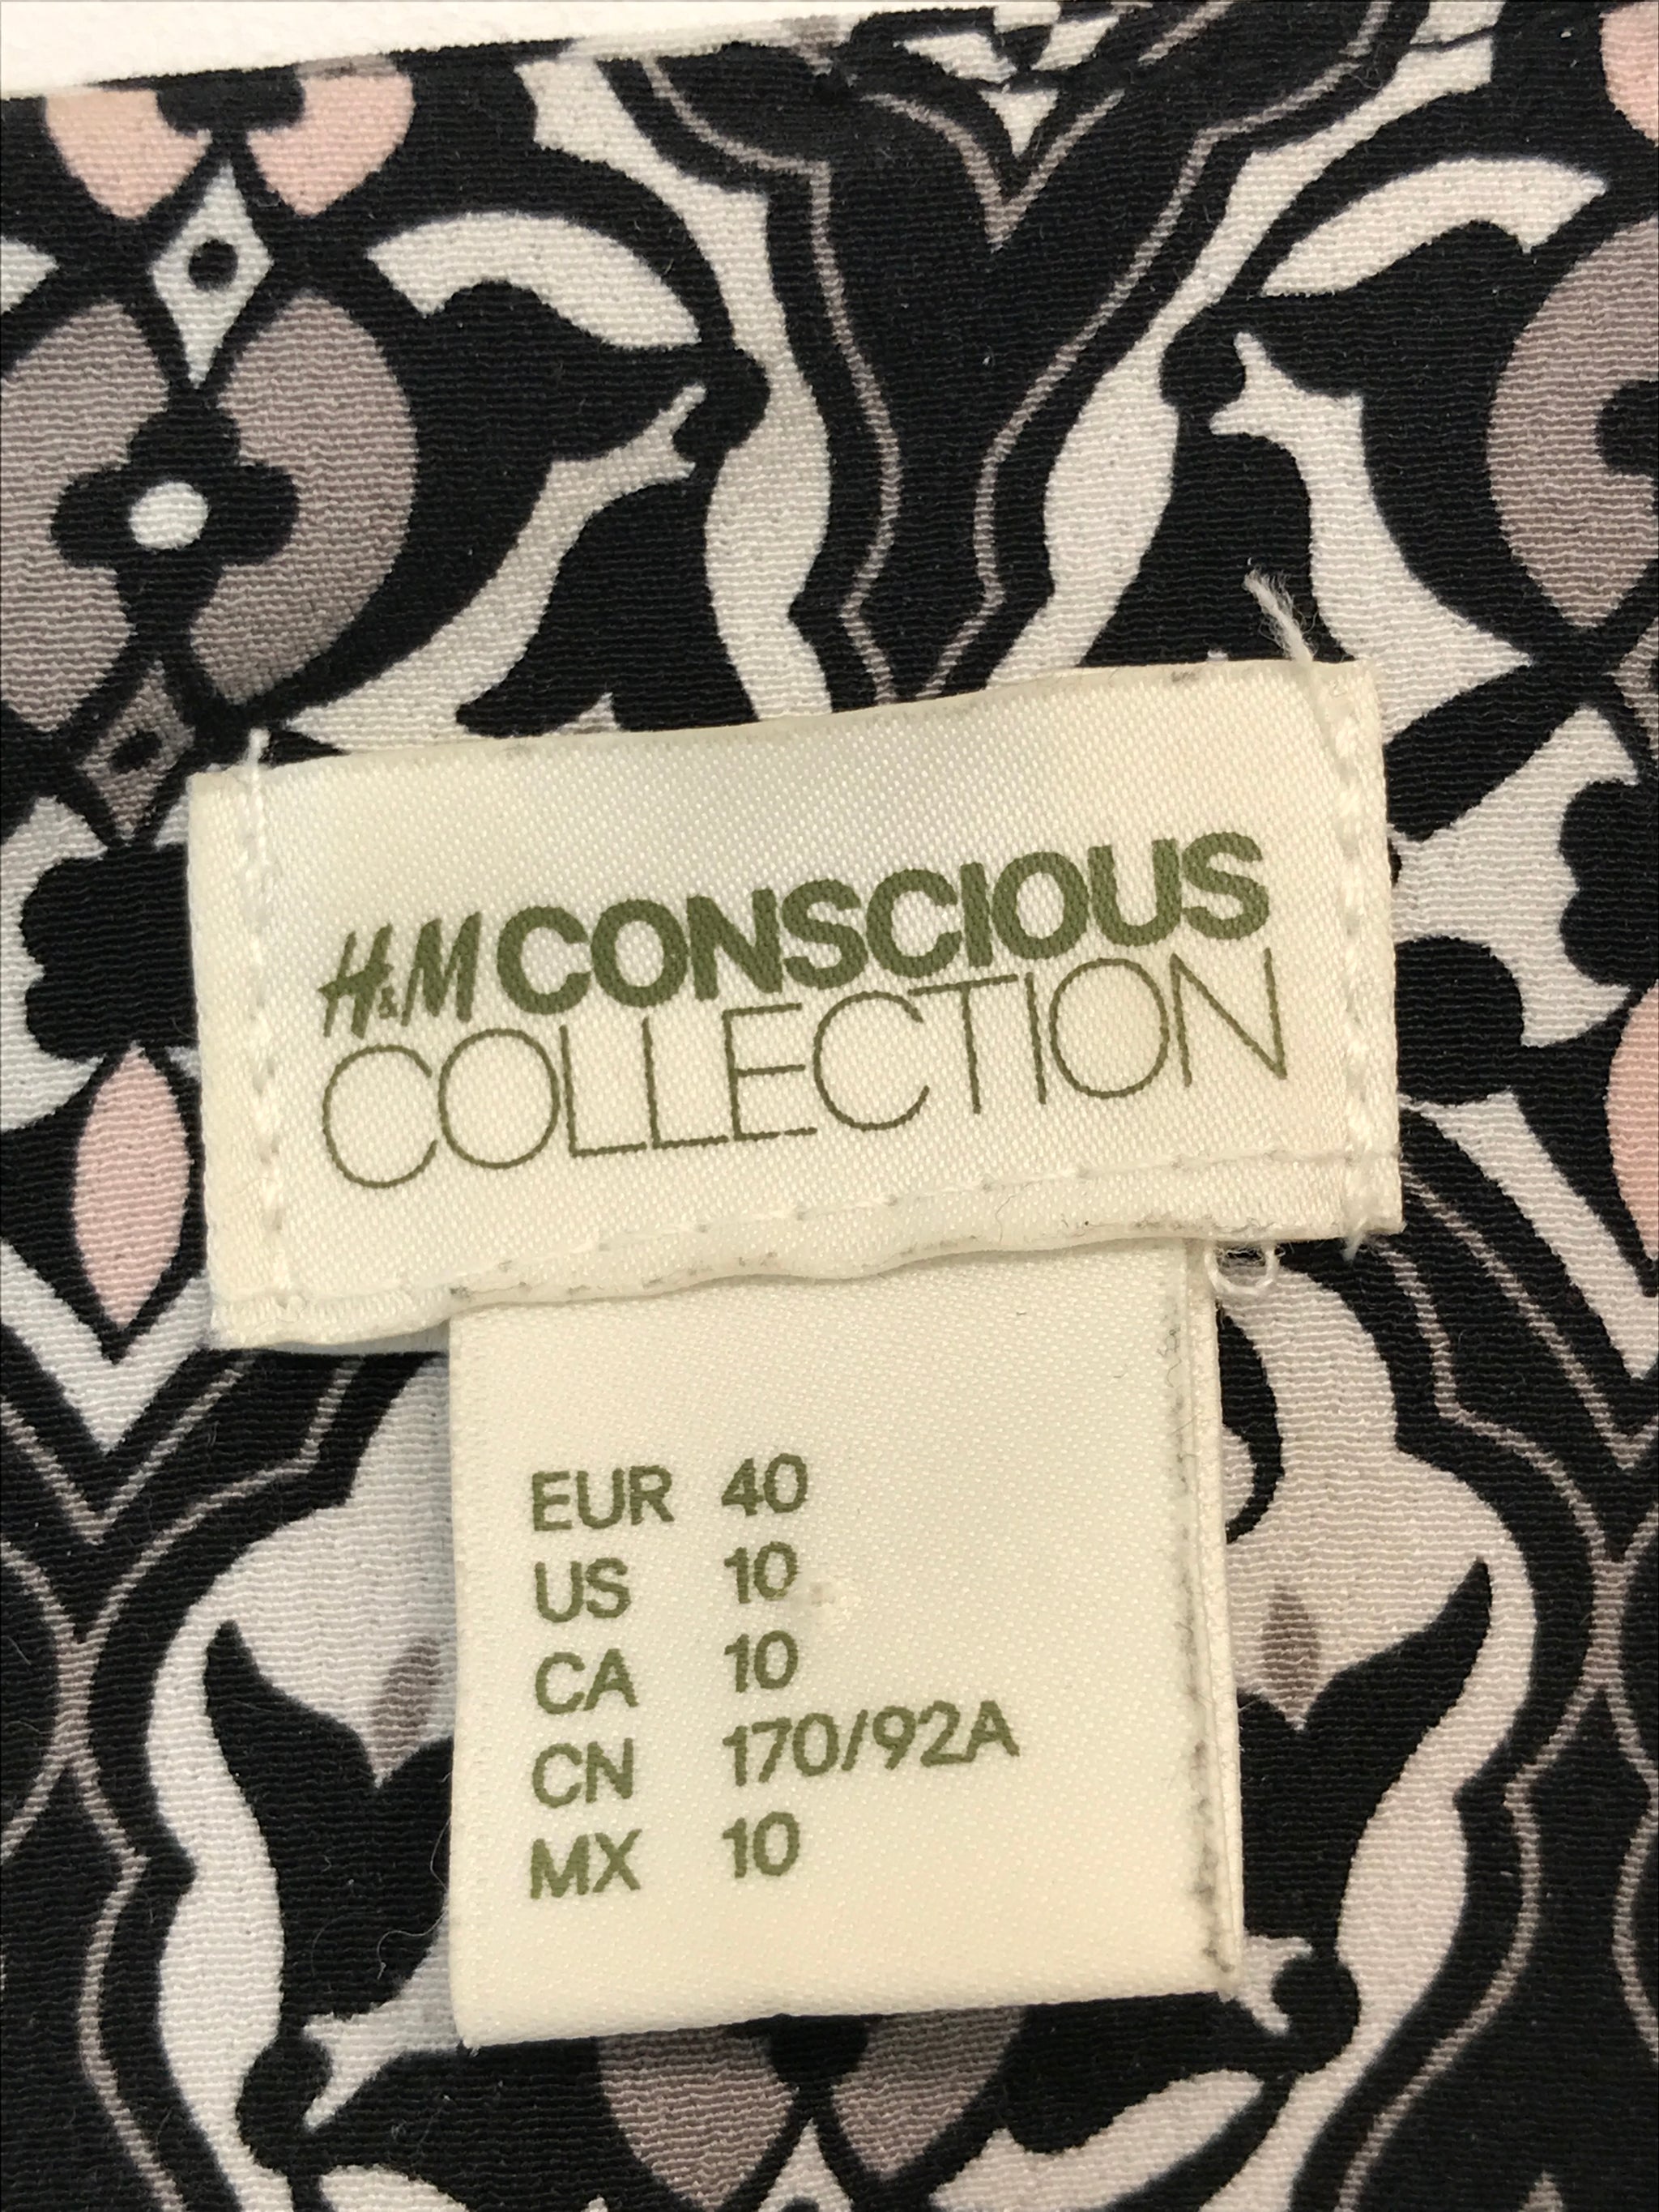 H&M CONSCIOUS
COLLECTION
EUR 40
US 10
CA 10
CN 170/92A
MX 10